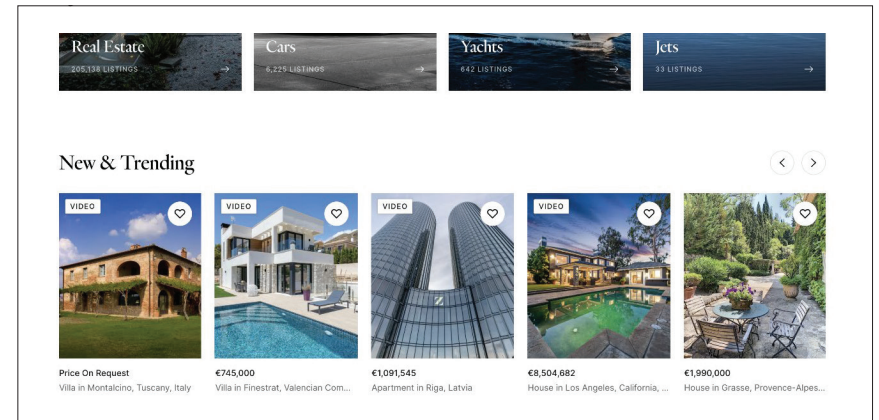 Real Estate
205,138 LISTINGS
Cars
6,225 LISTINGS
Yachts
642 LISTINGS
Jets
33 LISTINGS
New & Trending
VIDEO
VIDEO
VIDEO
VIDEO
Z
Price On Request
Villa in Montalcino, Tuscany, Italy
€745,000
Villa in Finestrat, Valencian Com...
€1,091,545
Apartment in Riga, Latvia
€8,504,682
House in Los Angeles, California, ...
€1,990,000
House in Grasse, Provence-Alpes...